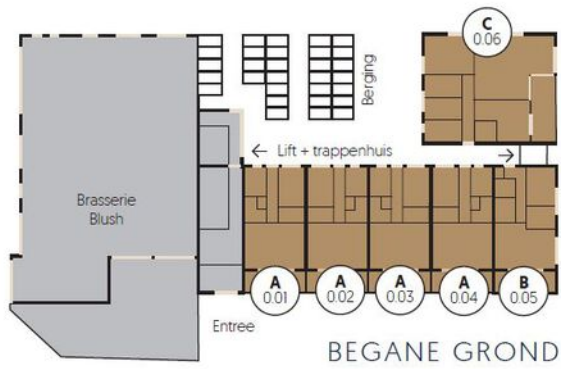 C
0.06
Berging
← Lift + trappenhuis →
Brasserie
Blush
A
0.01
A
0.02
A
0.03
A
0.04
B
0.05
Entree
BEGANE GROND